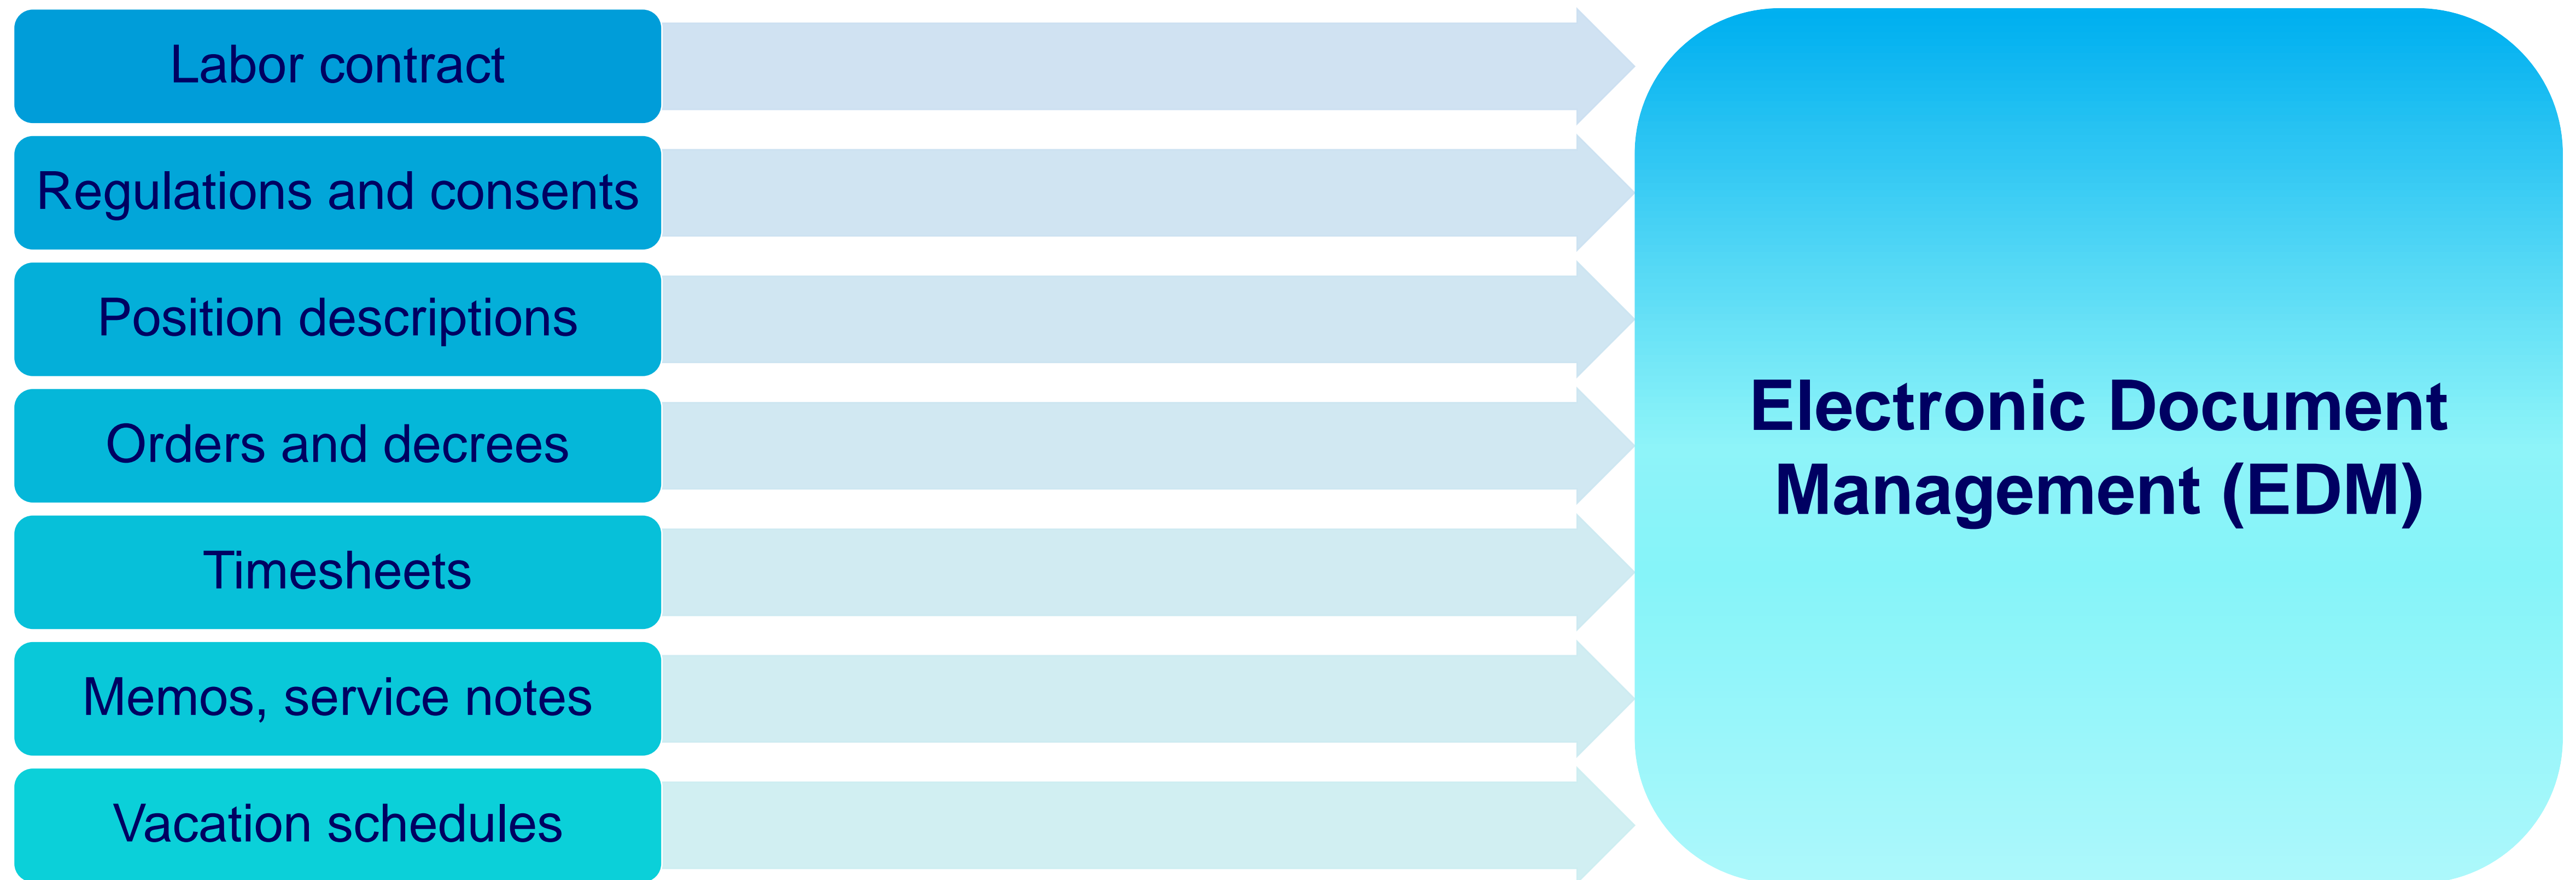 Labor contract
Regulations and consents
Position descriptions
Orders and decrees
Timesheets
Memos, service notes
Vacation schedules
Electronic Document
Management (EDM)